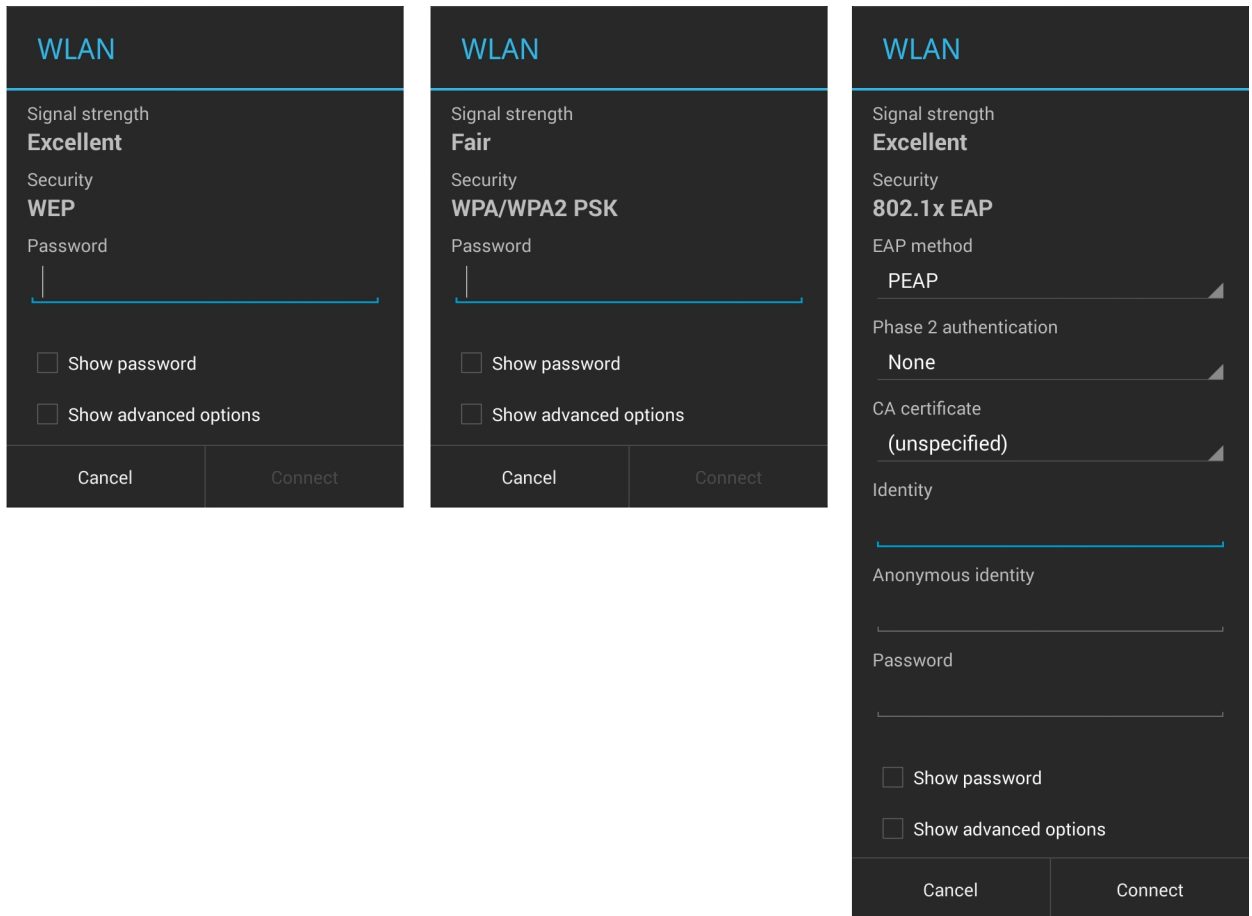 WLAN
Signal strength
Excellent
Security
WEP
Password
Show password
Show advanced options
Cancel
Connect
WLAN
Signal strength
Fair
Security
WPA/WPA2 PSK
Password
Show password
Show advanced options
Cancel
Connect
WLAN
Signal strength
Excellent
Security
802.1x EAP
EAP method
PEAP
Phase 2 authentication
None
CA certificate
(unspecified)
Identity
Anonymous identity
Password
Show password
Show advanced options
Cancel
Connect